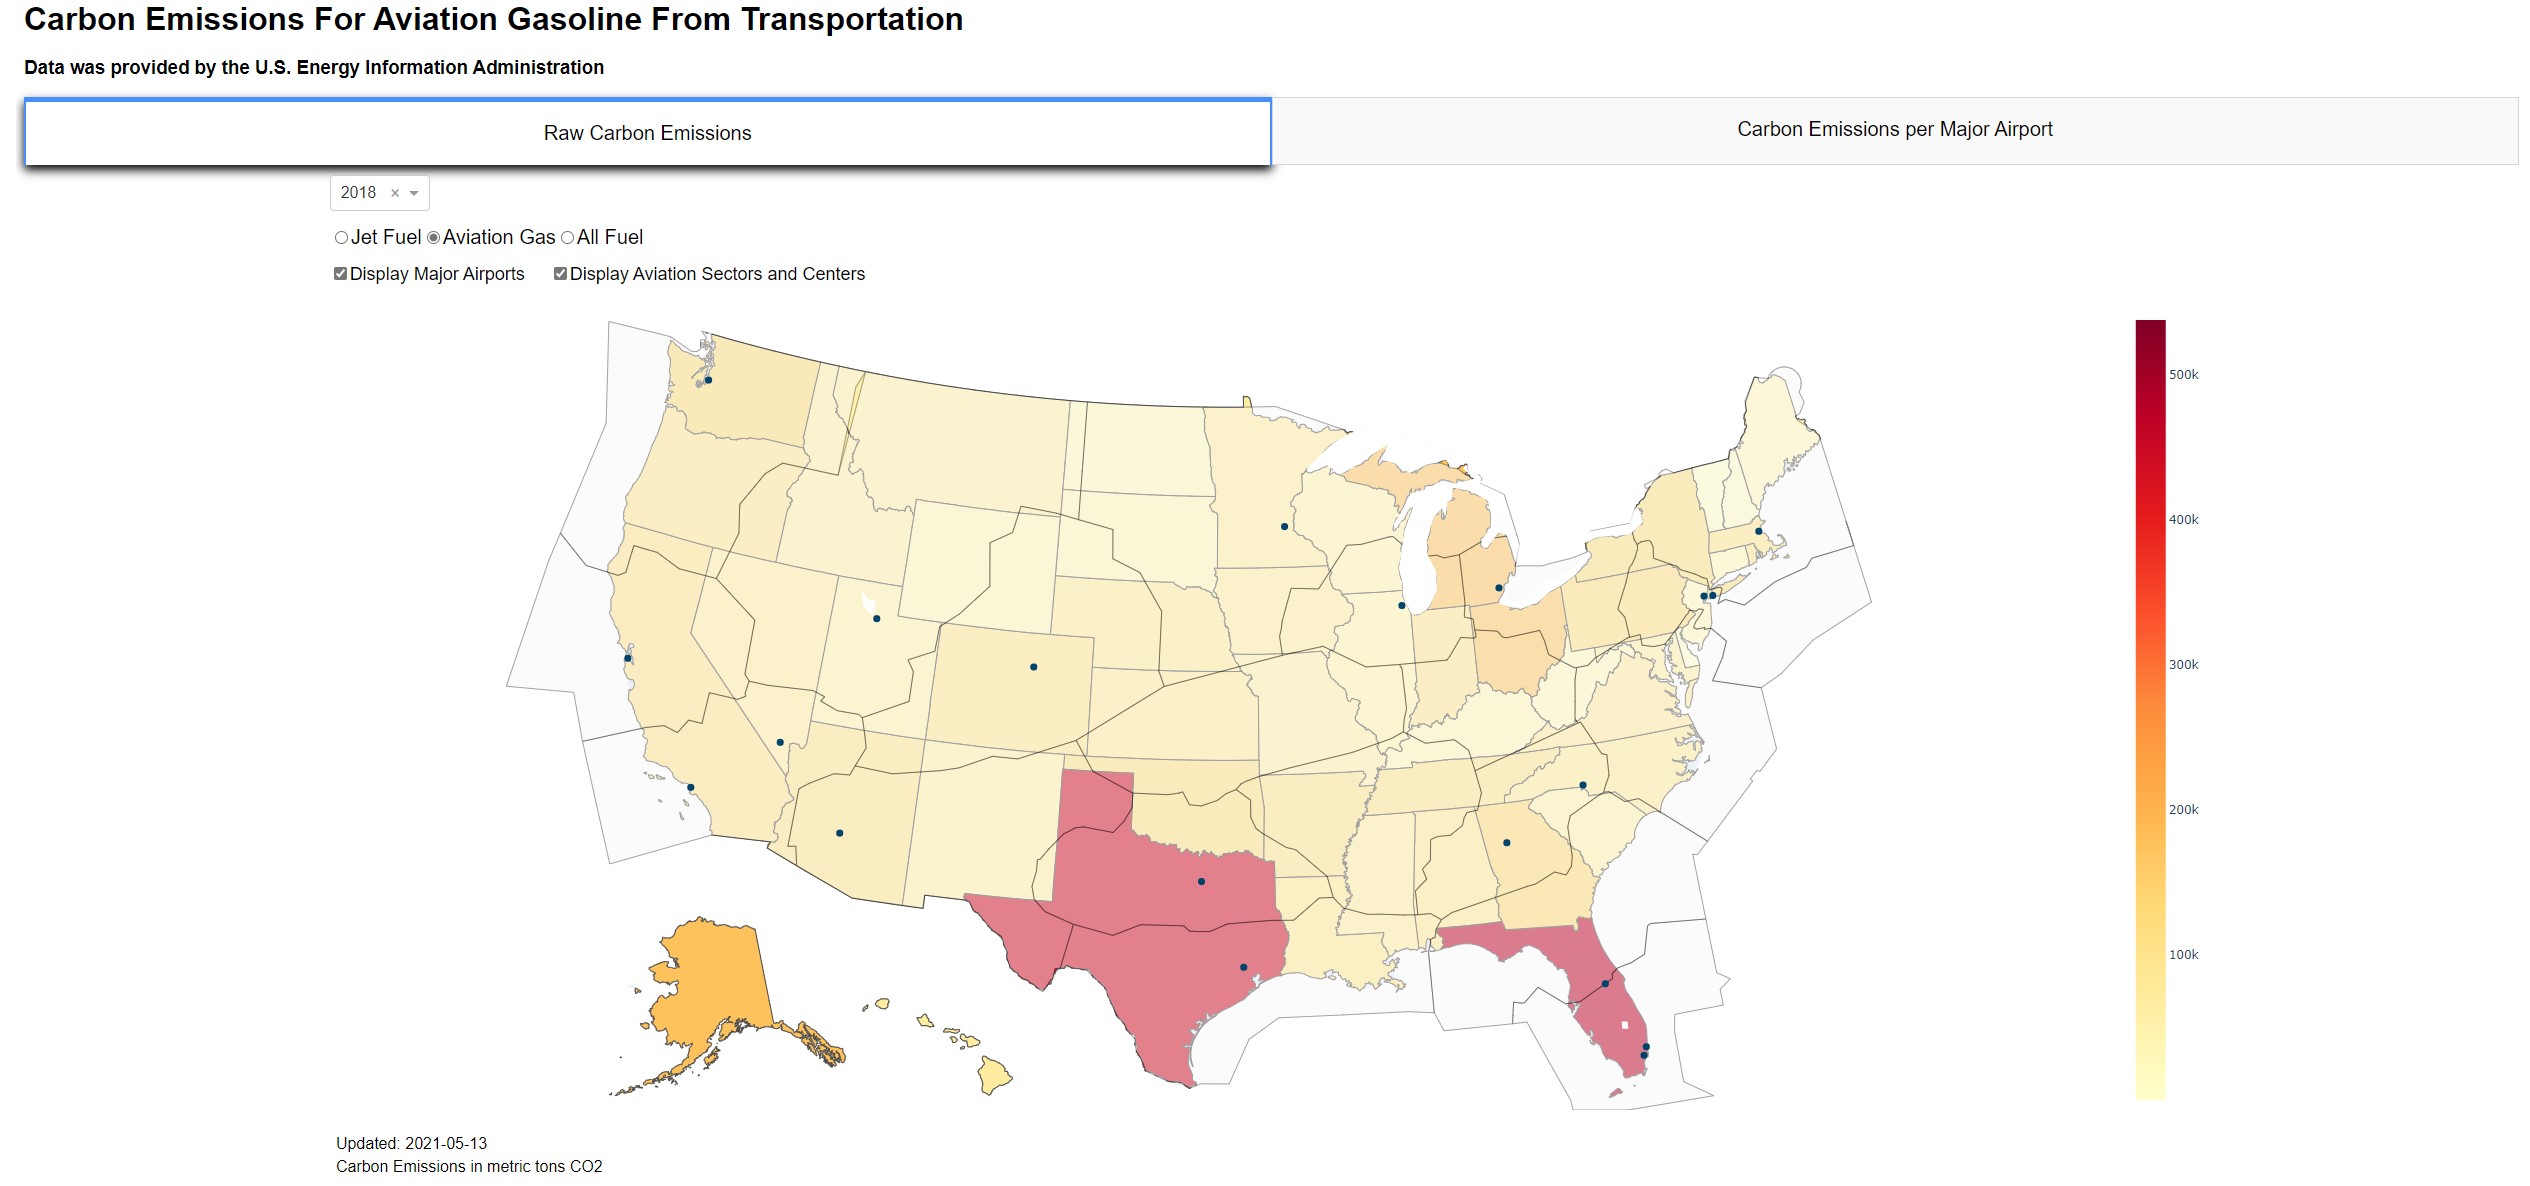 Carbon Emissions For Aviation Gasoline From Transportation
Data was provided by the U.S. Energy Information Administration
Raw Carbon Emissions
Carbon Emissions per Major Airport
2018 ×
Jet Fuel Aviation Gas All Fuel
Display Major Airports Display Aviation Sectors and Centers
500k
400k
300k
200k
100k
Updated: 2021-05-13
Carbon Emissions in metric tons CO2